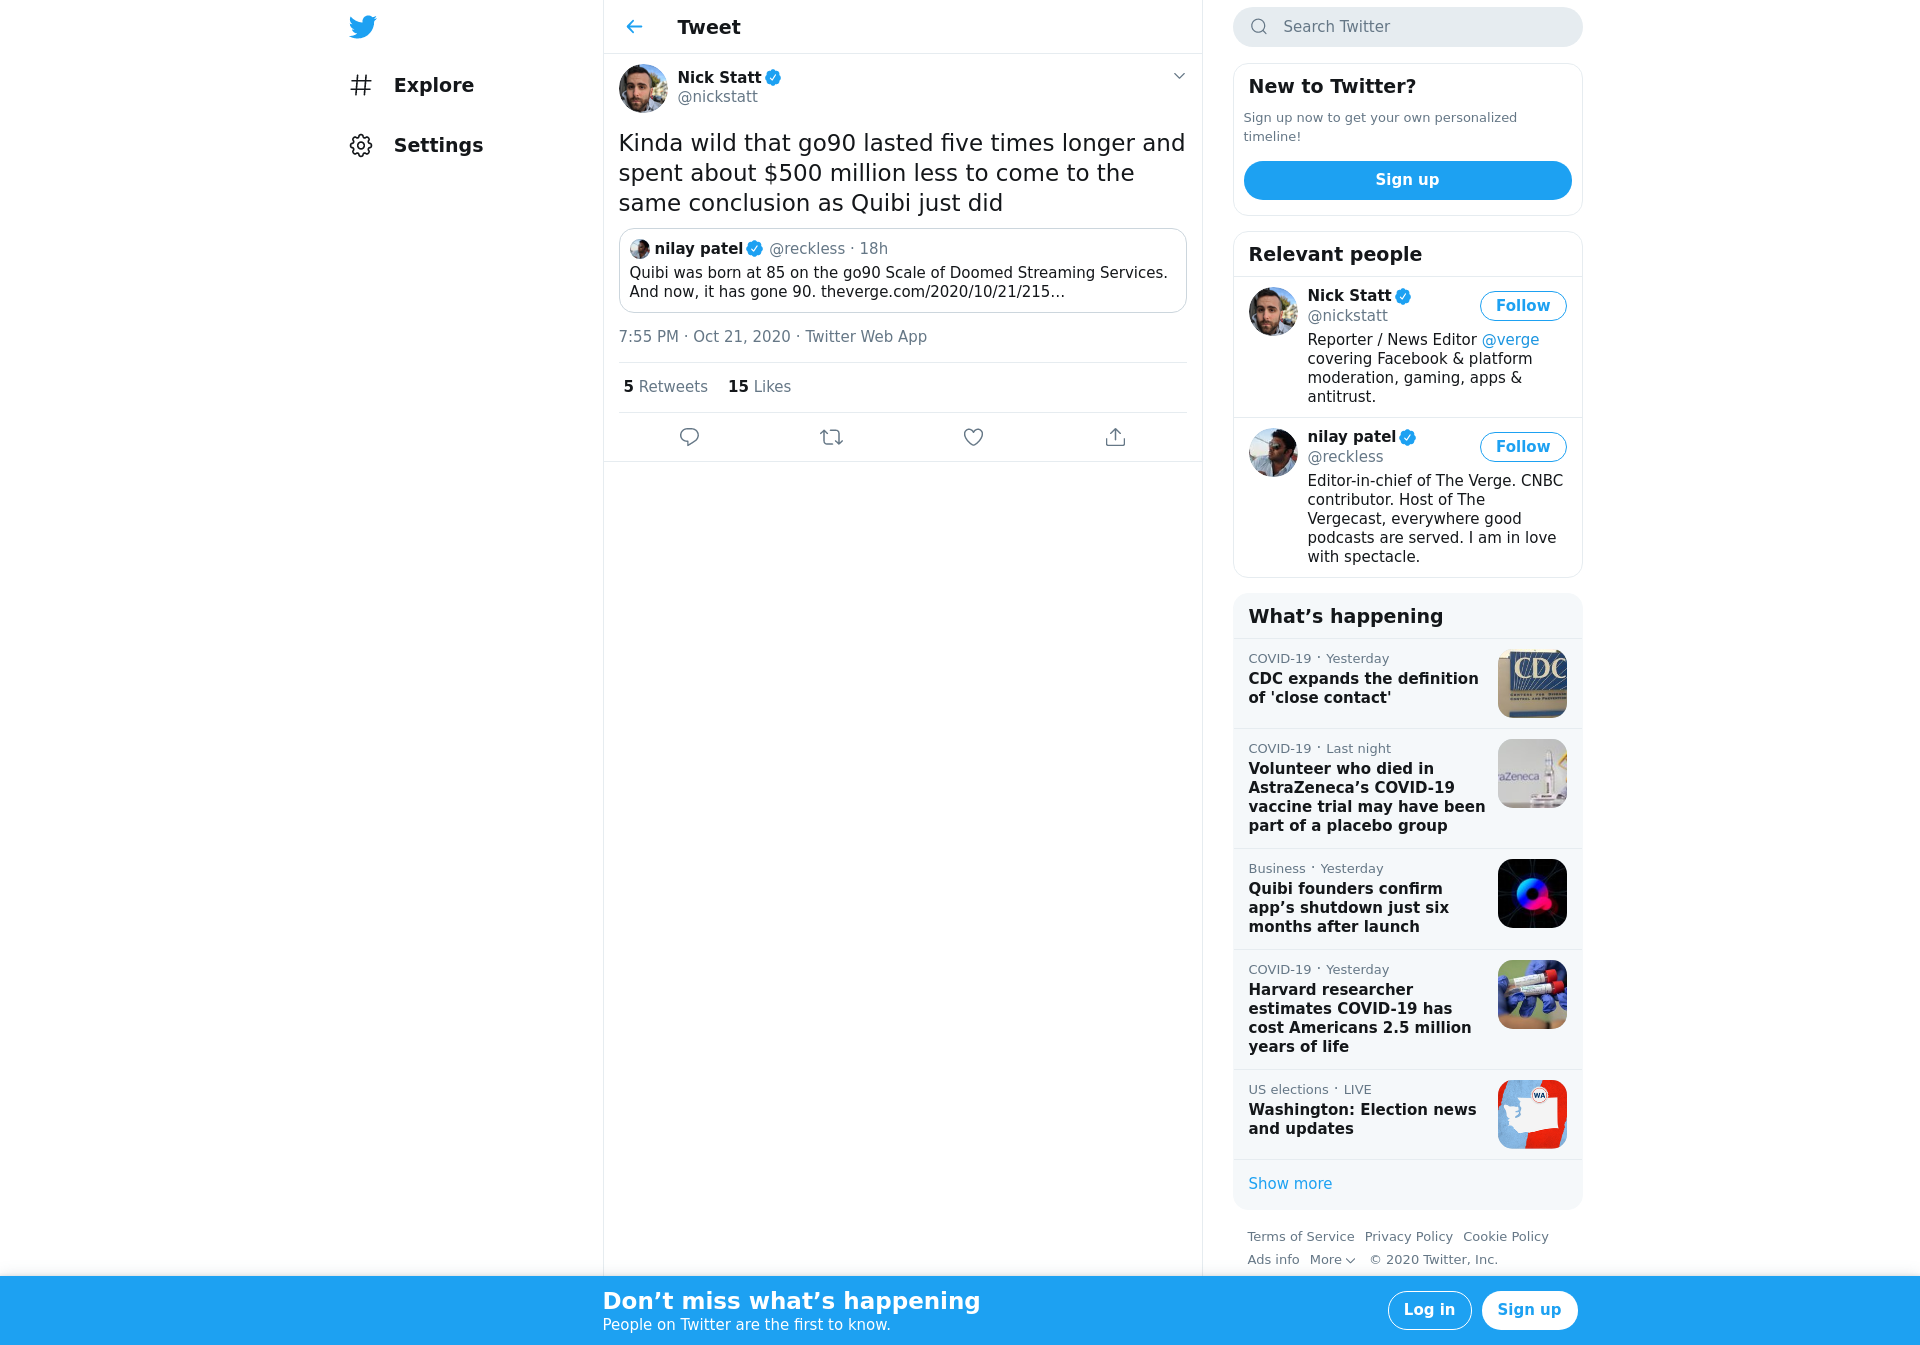 Explore
Settings
Tweet
Nick Statt
@nickstatt
Kinda wild that go90 lasted five times longer and
spent about $500 million less to come to the
same conclusion as Quibi just did
nilay patel @reckless · 18h
Quibi was born at 85 on the go90 Scale of Doomed Streaming Services.
And now, it has gone 90. theverge.com/2020/10/21/215…
7:55 PM · Oct 21, 2020 · Twitter Web App
5 Retweets 15 Likes
Search Twitter
New to Twitter?
Sign up now to get your own personalized
timeline!
Sign up
Relevant people
Nick Statt
@nickstatt
Follow
Reporter / News Editor @verge
covering Facebook & platform
moderation, gaming, apps &
antitrust.
nilay patel
@reckless
Follow
Editor-in-chief of The Verge. CNBC
contributor. Host of The
Vergecast, everywhere good
podcasts are served. I am in love
with spectacle.
What’s happening
COVID-19 · Yesterday
CDC expands the definition
of 'close contact'
CDC
COVID-19 · Last night
Volunteer who died in
AstraZeneca’s COVID-19
vaccine trial may have been
part of a placebo group
raZeneca
Business · Yesterday
Quibi founders confirm
app’s shutdown just six
months after launch
COVID-19 · Yesterday
Harvard researcher
estimates COVID-19 has
cost Americans 2.5 million
years of life
US elections · LIVE
Washington: Election news
and updates
WA
Show more
Terms of Service Privacy Policy Cookie Policy
Ads info More © 2020 Twitter, Inc.
Don’t miss what’s happening
People on Twitter are the first to know.
Log in
Sign up